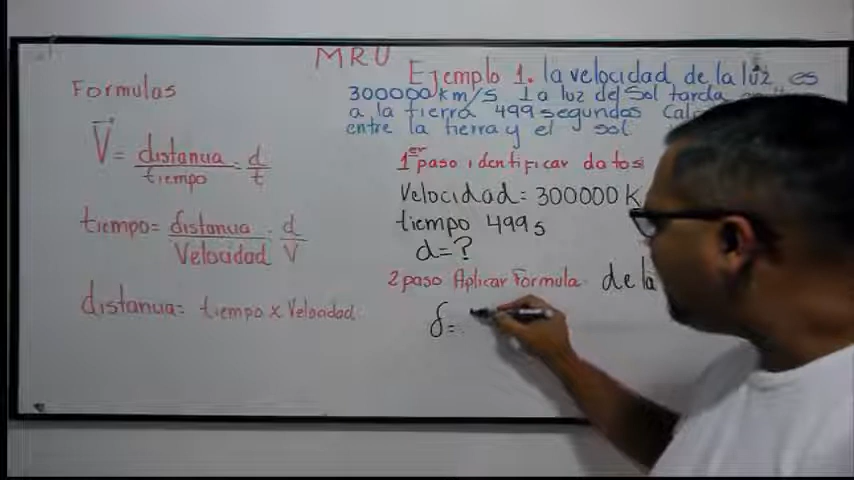 MRU
Formulas
V = distancia = d
tiempo t
tiempo = distancia = d
Velocidad V
distancia = tiempo x Velocidad
Ejemplo 1. la velocidad de la luz es
300000 km/s la luz del Sol tarda
a la tierra 499 segundos
entre la tierra y el sol
1er paso identificar datos
Velocidad = 300000 K
tiempo 499 s
d = ?
2 paso Aplicar Formula de la
d =